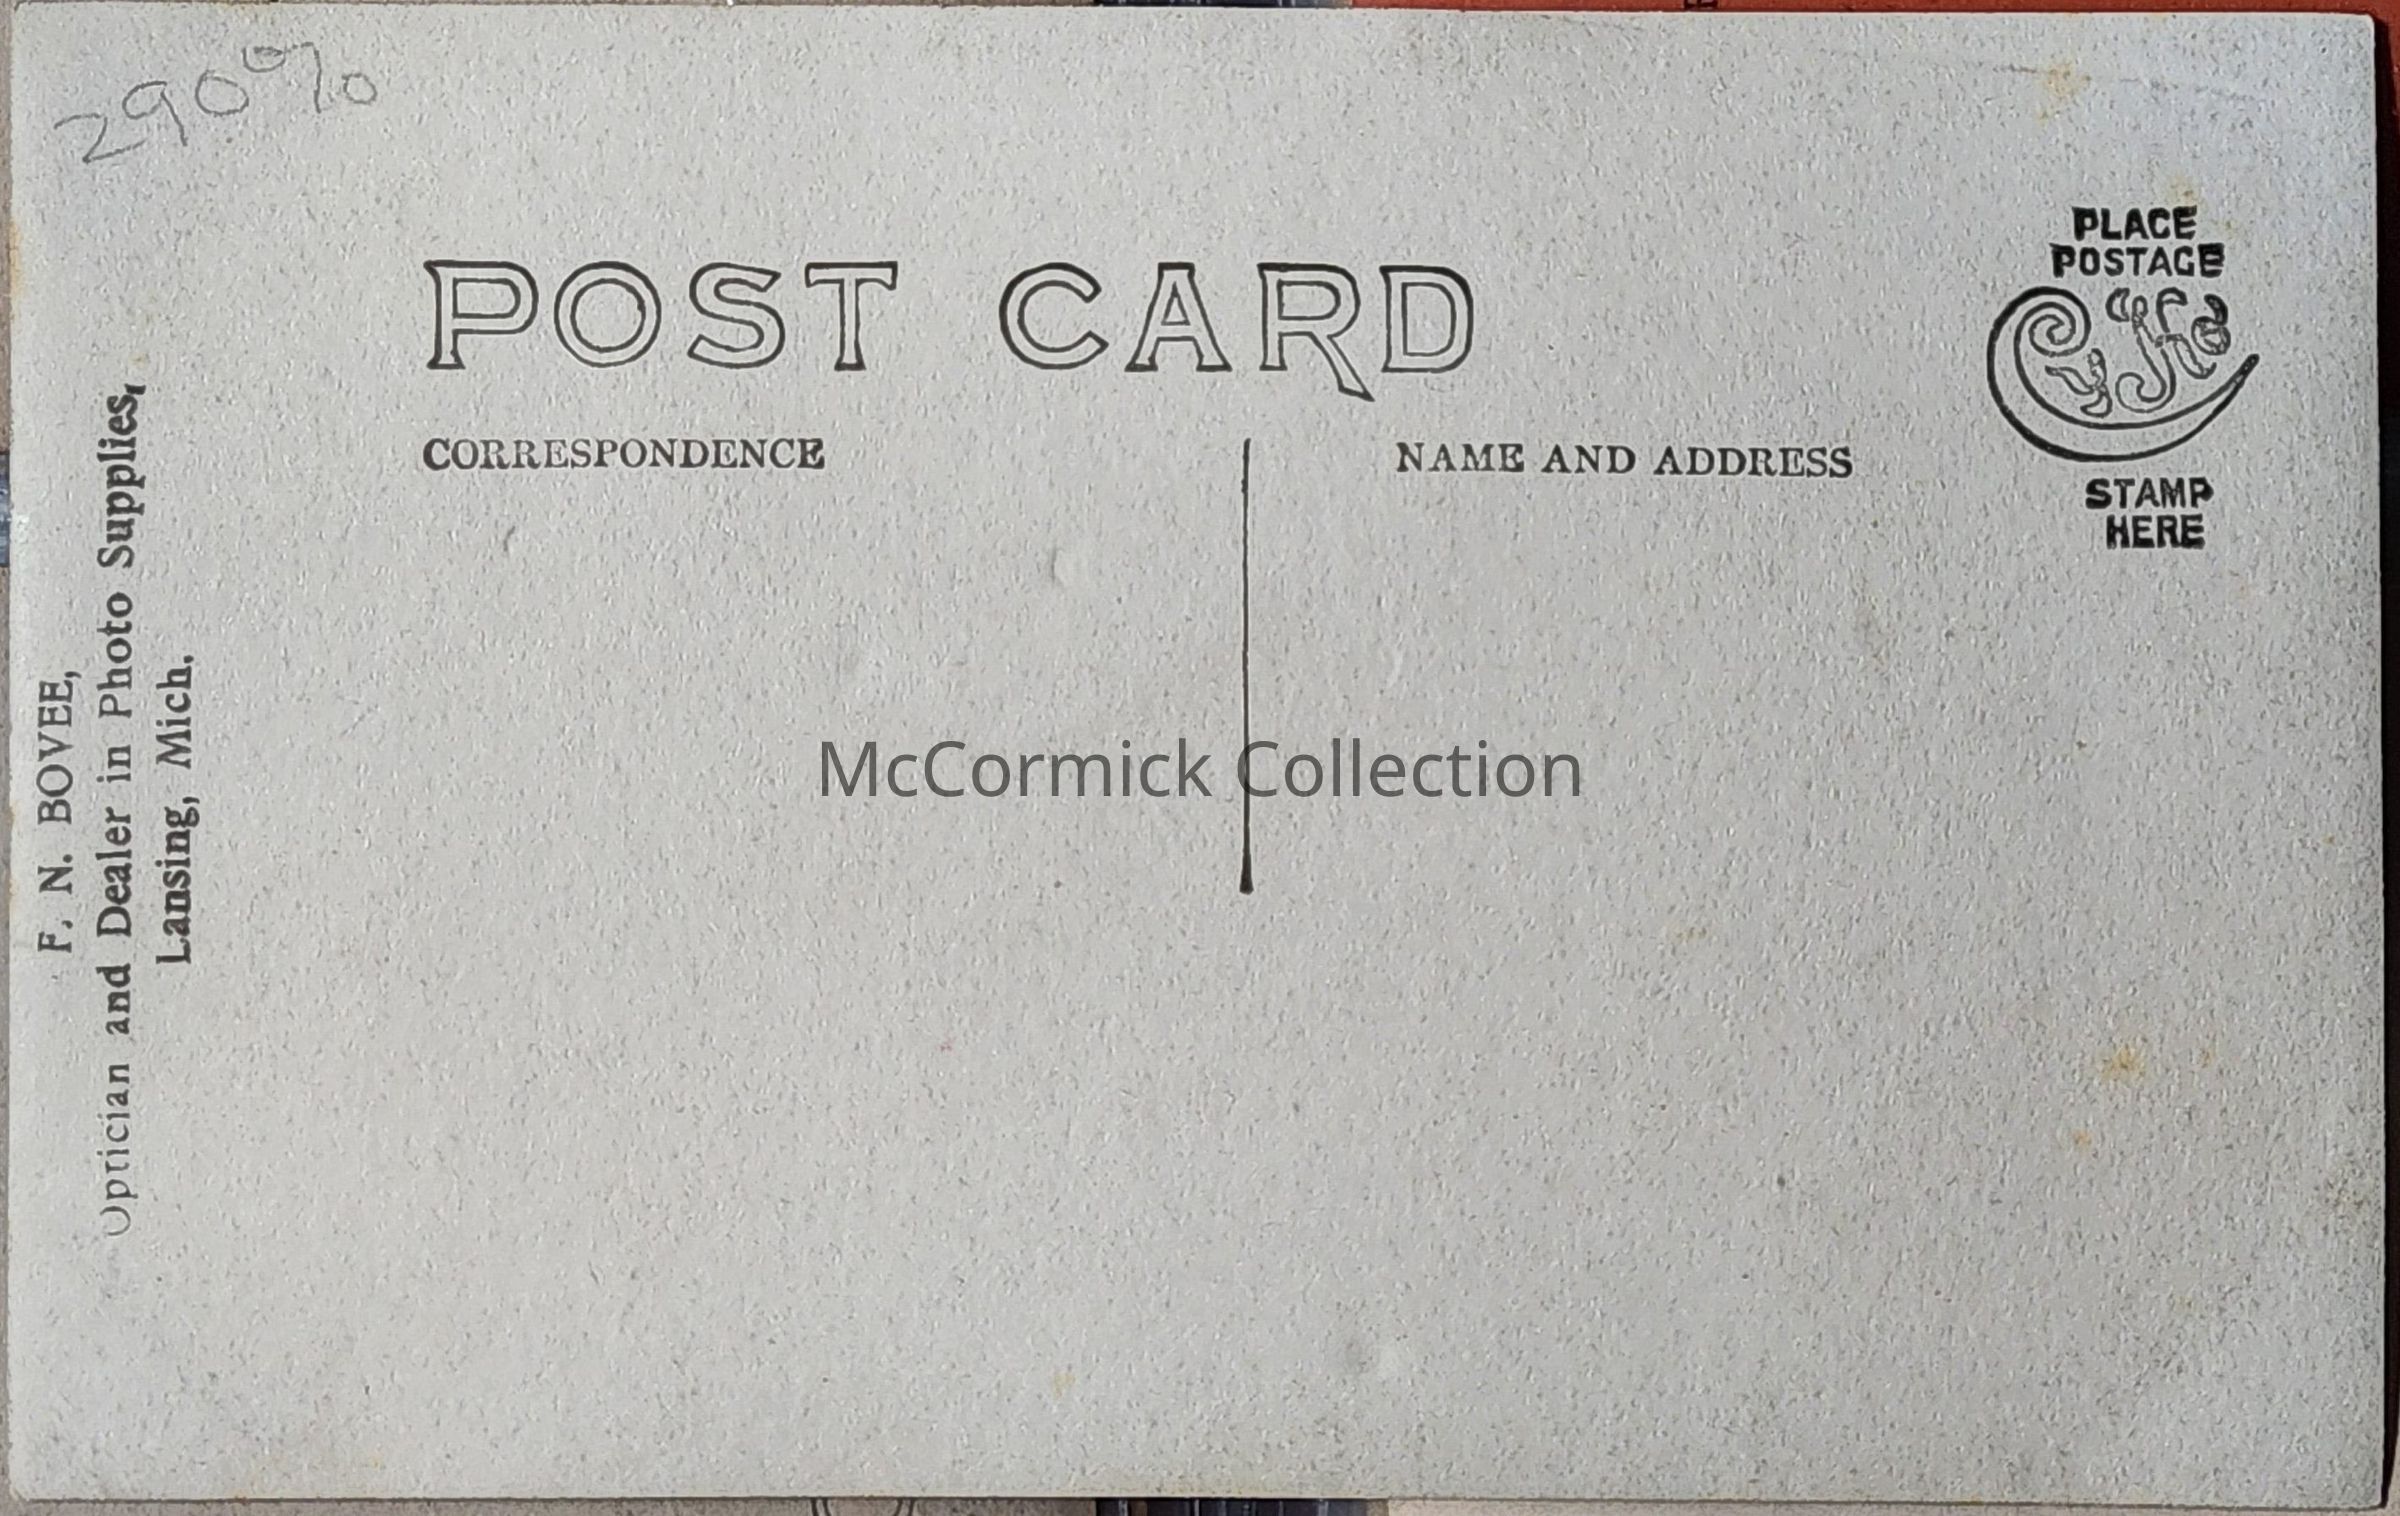 290%
POST CARD
CORRESPONDENCE
NAME AND ADDRESS
PLACE
POSTAGE
Cyko
STAMP
HERE
F. N. BOVEE,
Optician and Dealer in Photo Supplies,
Lansing, Mich.
McCormick Collection